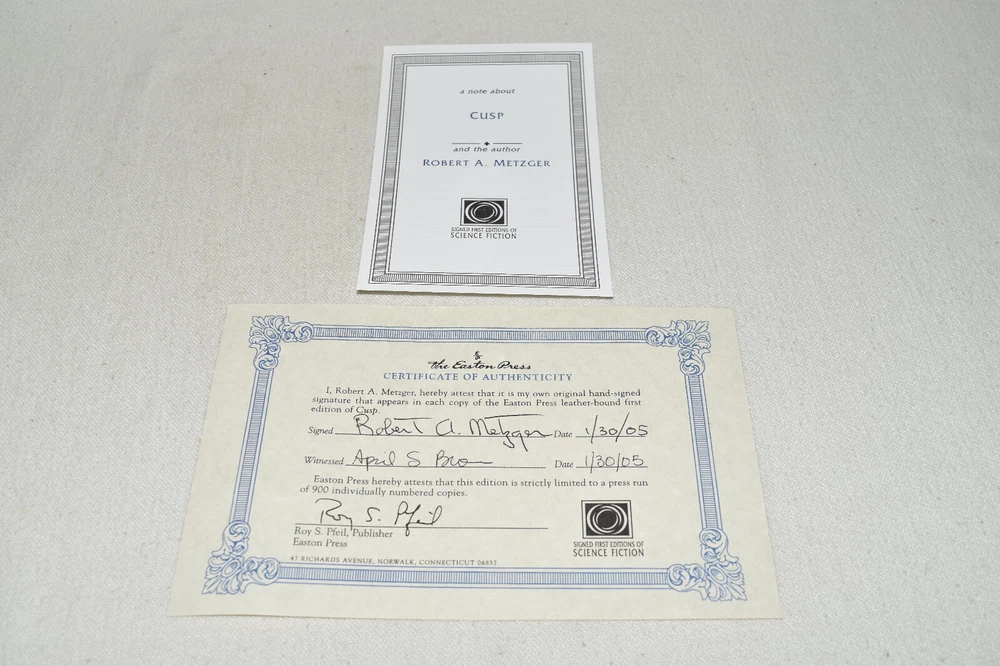 a note about
CUSP
and the author
ROBERT A. METZGER
SIGNED FIRST EDITIONS OF
SCIENCE FICTION
The Easton Press
CERTIFICATE OF AUTHENTICITY
I, Robert A. Metzger, hereby attest that it is my own original hand-signed
signature that appears in each copy of the Easton Press leather-bound first
edition of Cusp.
Signed Robert A. Metzger Date 1/30/05
Witnessed April S Brown Date 1/30/05
Easton Press hereby attests that this edition is strictly limited to a press run
of 900 individually numbered copies.
Roy S. Pfeil
Roy S. Pfeil, Publisher
Easton Press
SIGNED FIRST EDITIONS OF
SCIENCE FICTION
47 RICHARDS AVENUE, NORWALK, CONNECTICUT 06857